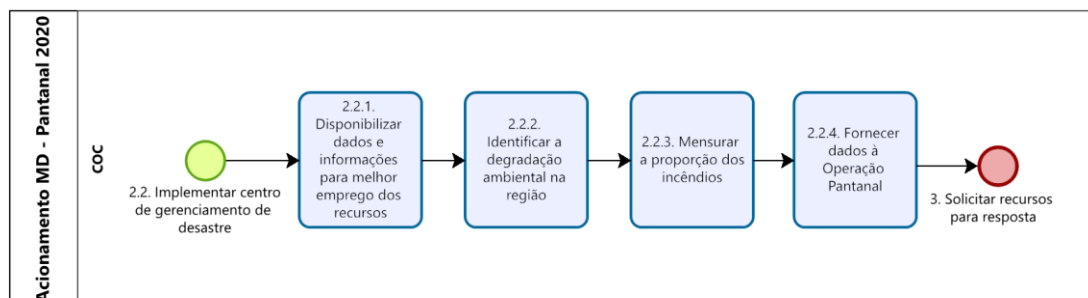 Acionamento MD - Pantanal 2020
COC
2.2. Implementar centro
de gerenciamento de
desastre
2.2.1.
Disponibilizar
dados e
informações
para melhor
emprego dos
recursos
2.2.2.
Identificar a
degradação
ambiental na
região
2.2.3. Mensurar
a proporção dos
incêndios
2.2.4. Fornecer
dados à
Operação
Pantanal
3. Solicitar recursos
para resposta